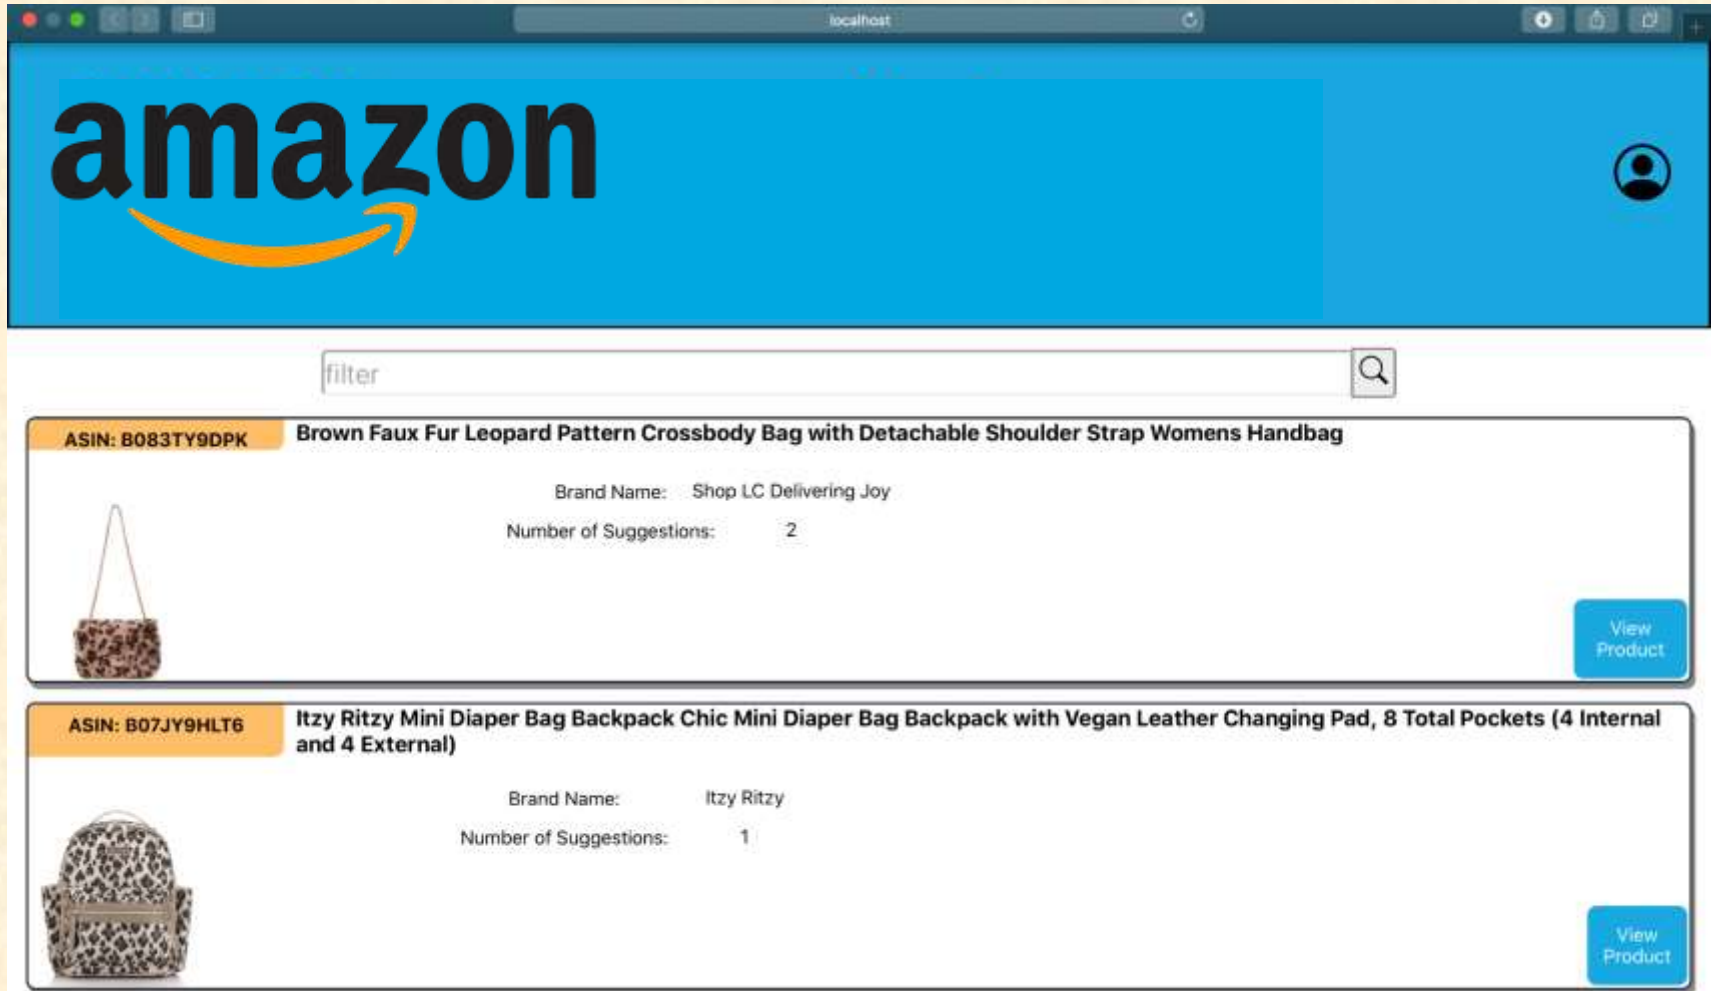 localhost
amazon
filter
ASIN: B083TY9DPK
Brown Faux Fur Leopard Pattern Crossbody Bag with Detachable Shoulder Strap Womens Handbag
Brand Name: Shop LC Delivering Joy
Number of Suggestions: 2
View
Product
ASIN: B07JY9HLT6
Itzy Ritzy Mini Diaper Bag Backpack Chic Mini Diaper Bag Backpack with Vegan Leather Changing Pad, 8 Total Pockets (4 Internal
and 4 External)
Brand Name: Itzy Ritzy
Number of Suggestions: 1
View
Product